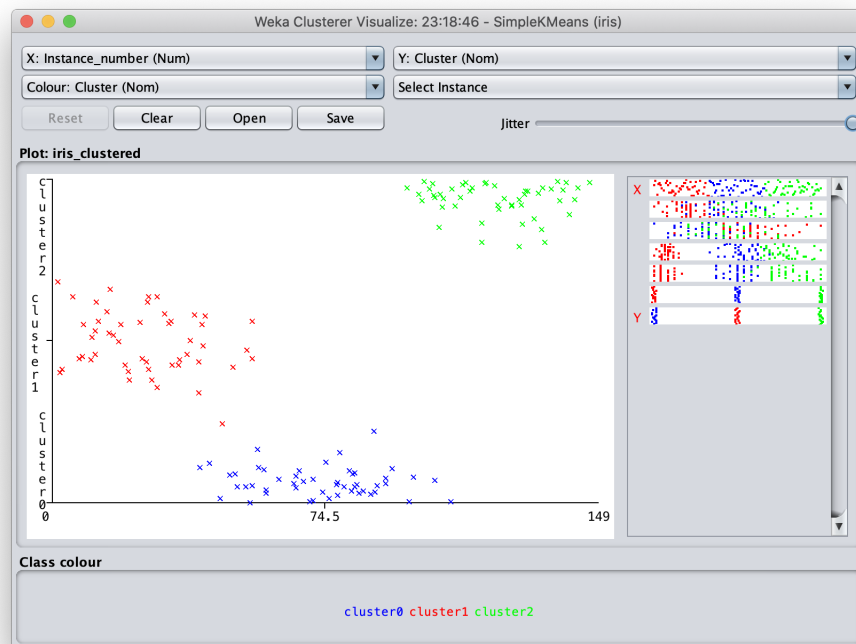 Weka Clusterer Visualize: 23:18:46 - SimpleKMeans (iris)
X: Instance_number (Num)
Y: Cluster (Nom)
Colour: Cluster (Nom)
Select Instance
Reset
Clear
Open
Save
Jitter
Plot: iris_clustered
cluster2
cluster1
cluster0
0
74.5
149
X
Y
Class colour
cluster0 cluster1 cluster2